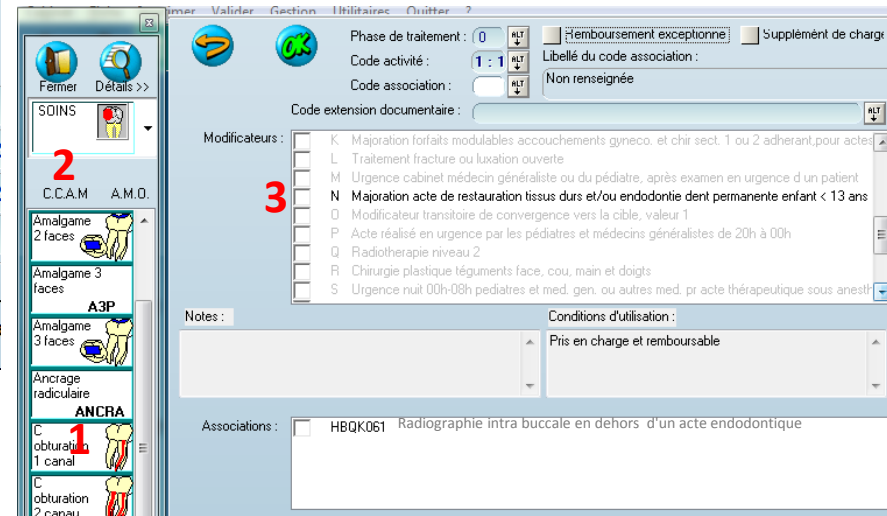 imer Valider Gestion Utilitaires Quitter ?
Fermer
Détails >>
SOINS
2
C.C.A.M A.M.O.
Amalgame
2 faces
Amalgame 3
faces
A3P
Amalgame
3 faces
Ancrage
radiculaire
ANCRA
C
obturation
1 canal
1
C
obturation
2 canau
OK
Phase de traitement : 0 ALT
Remboursement exceptionne
Supplément de charge
Code activité : 1 : 1 ALT
Libellé du code association :
Code association : ALT
Non renseignée
Code extension documentaire : ALT
Modificateurs :
K Majoration forfaits modulables accouchements gyneco. et chir sect. 1 ou 2 adherant,pour actes
L Traitement fracture ou luxation ouverte
M Urgence cabinet médecin généraliste ou du pédiatre, après examen en urgence d un patient
3
N Majoration acte de restauration tissus durs et/ou endodontie dent permanente enfant < 13 ans
O Modificateur transitoire de convergence vers la cible, valeur 1
P Acte réalisé en urgence par les pédiatres et médecins généralistes de 20h à 00h
Q Radiotherapie niveau 2
R Chirurgie plastique téguments face, cou, main et doigts
S Urgence nuit 00h-08h pediatres et med. gen. ou autres med. pr acte thérapeutique sous anesth
Notes :
Conditions d'utilisation :
Pris en charge et remboursable
Associations :
HBQK061 Radiographie intra buccale en dehors d'un acte endodontique